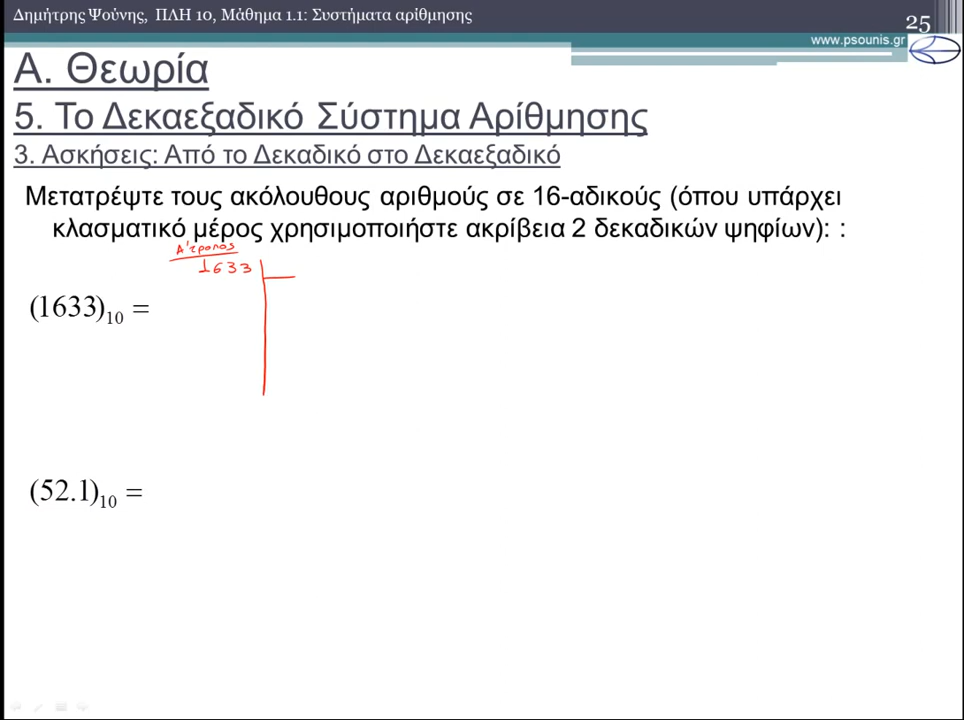 Δημήτρης Ψούνης, ΠΛΗ 10, Μάθημα 1.1: Συστήματα αρίθμησης
25
www.psounis.gr
Α. Θεωρία
5. Το Δεκαεξαδικό Σύστημα Αρίθμησης
3. Ασκήσεις: Από το Δεκαδικό στο Δεκαεξαδικό
Μετατρέψτε τους ακόλουθους αριθμούς σε 16-αδικούς (όπου υπάρχει
κλασματικό μέρος χρησιμοποιήστε ακρίβεια 2 δεκαδικών ψηφίων): :
Α' τροπος
1633
(1633)₁₀ =
(52.1)₁₀ =